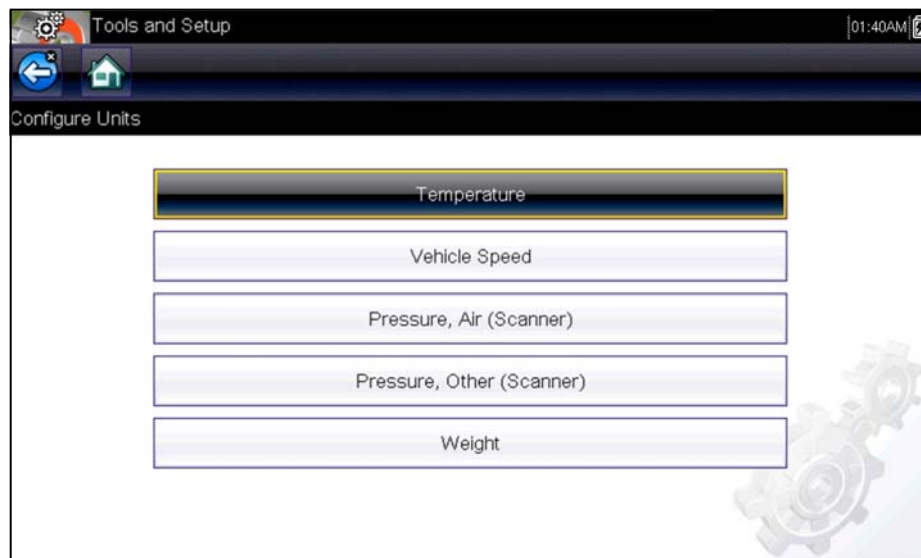 Tools and Setup
01:40AM
Configure Units
Temperature
Vehicle Speed
Pressure, Air (Scanner)
Pressure, Other (Scanner)
Weight